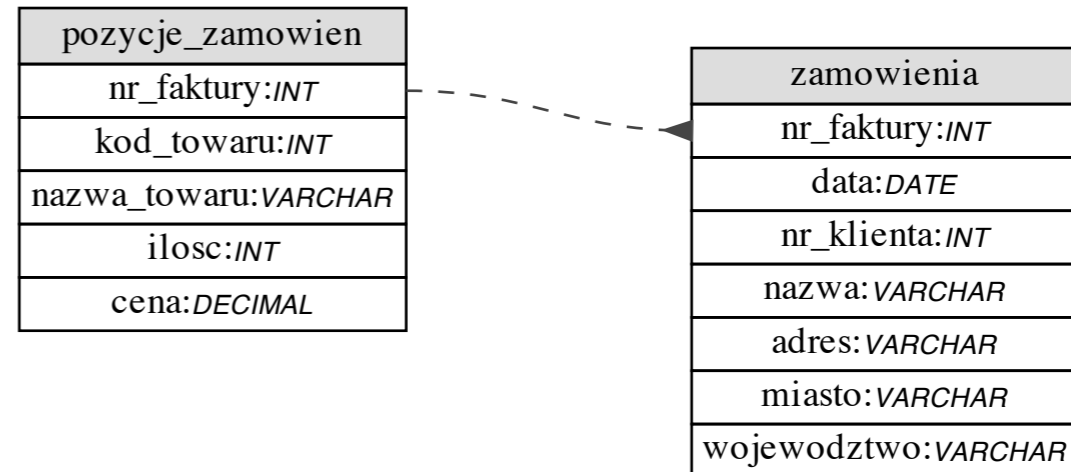 pozycje_zamowien
nr_faktury:INT
kod_towaru:INT
nazwa_towaru:VARCHAR
ilosc:INT
cena:DECIMAL
zamowienia
nr_faktury:INT
data:DATE
nr_klienta:INT
nazwa:VARCHAR
adres:VARCHAR
miasto:VARCHAR
wojewodztwo:VARCHAR